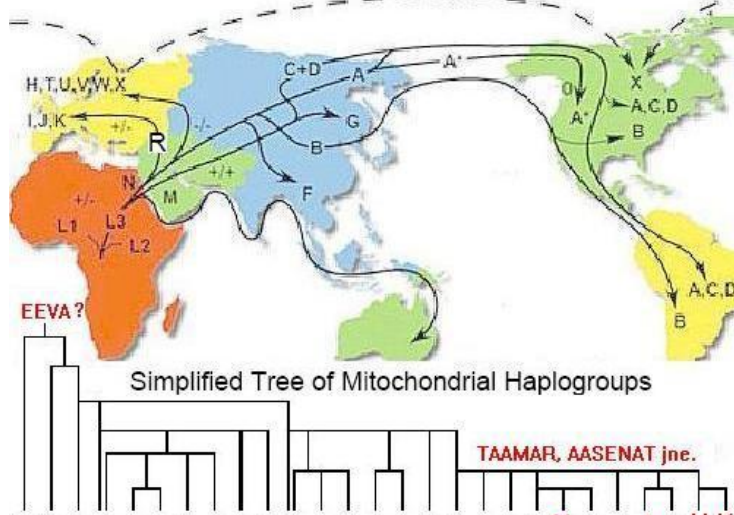 C+D
A
A*
X
H,T,U,V,W,X
A,C,D
I,J,K
+/-
-/-
G
A*
R
B
B
N
+/+
F
M
+/-
L1
L3
L2
A,C,D
B
EEVA?
Simplified Tree of Mitochondrial Haplogroups
TAAMAR, AASENAT jne.